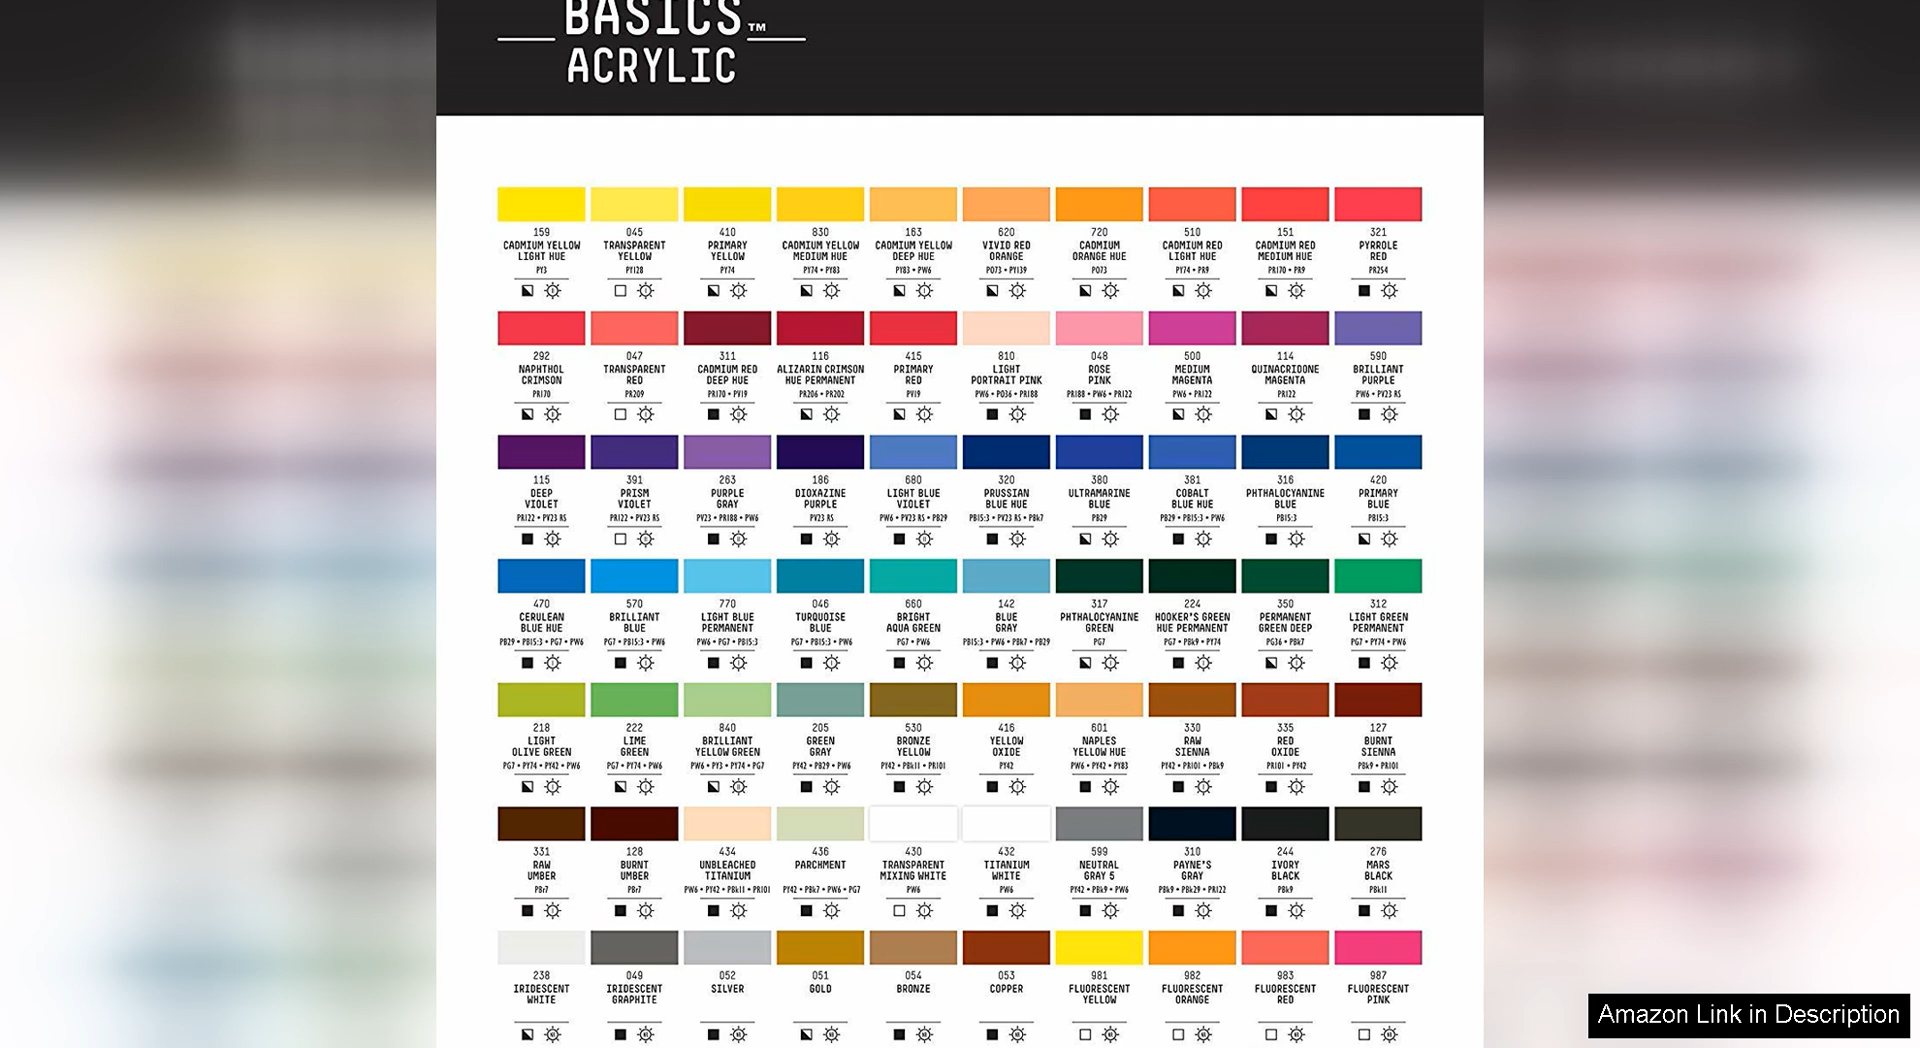 BASICS™
ACRYLIC
159 045 410 830 163 620 720 510 151 321
CADMIUM YELLOW TRANSPARENT PRIMARY CADMIUM YELLOW CADMIUM YELLOW VIVID RED CADMIUM CADMIUM RED CADMIUM RED PYRROLE
LIGHT HUE YELLOW YELLOW MEDIUM HUE DEEP HUE ORANGE ORANGE HUE LIGHT HUE MEDIUM HUE RED
PY3 PY128 PY74 PY74 • PY83 PY83 • PW6 PO73 • PY139 PO73 PY74 • PR9 PR170 • PR9 PR254
292 047 311 116 415 810 048 500 114 590
NAPHTHOL TRANSPARENT CADMIUM RED ALIZARIN CRIMSON PRIMARY LIGHT ROSE MEDIUM QUINACRIDONE BRILLIANT
CRIMSON RED DEEP HUE HUE PERMANENT RED PORTRAIT PINK PINK MAGENTA MAGENTA PURPLE
PR170 PR209 PR170 • PV19 PR206 • PR202 PV19 PW6 • PO36 • PR188 PR188 • PW6 • PR122 PW6 • PR122 PR122 PW6 • PV23 RS
115 391 263 186 680 320 380 381 316 420
DEEP PRISM PURPLE DIOXAZINE LIGHT BLUE PRUSSIAN ULTRAMARINE COBALT PHTHALOCYANINE PRIMARY
VIOLET VIOLET GRAY PURPLE VIOLET BLUE HUE BLUE BLUE HUE BLUE BLUE
PR122 • PV23 RS PR122 • PV23 RS PV23 • PR188 • PW6 PV23 RS PW6 • PV23 RS • PB29 PB15:3 • PV23 RS • PBk7 PB29 PB29 • PB15:3 • PW6 PB15:3 PB15:3
470 570 770 046 660 142 317 224 350 312
CERULEAN BRILLIANT LIGHT BLUE TURQUOISE BRIGHT BLUE PHTHALOCYANINE HOOKER'S GREEN PERMANENT LIGHT GREEN
BLUE HUE BLUE PERMANENT BLUE AQUA GREEN GRAY GREEN HUE PERMANENT GREEN DEEP PERMANENT
PB29 • PB15:3 • PG7 • PW6 PG7 • PB15:3 • PW6 PW6 • PG7 • PB15:3 PG7 • PB15:3 • PW6 PG7 • PW6 PB15:3 • PW6 • PBk7 • PB29 PG7 PG7 • PBk9 • PY74 PG36 • PBk7 PG7 • PY74 • PW6
218 222 840 205 530 416 601 330 335 127
LIGHT LIME BRILLIANT GREEN BRONZE YELLOW NAPLES RAW RED BURNT
OLIVE GREEN GREEN YELLOW GREEN GRAY YELLOW OXIDE YELLOW HUE SIENNA OXIDE SIENNA
PG7 • PY74 • PY42 • PW6 PG7 • PY74 • PW6 PW6 • PY3 • PY74 • PG7 PY42 • PB29 • PW6 PY42 • PBk11 • PR101 PY42 PW6 • PY42 • PY83 PY42 • PR101 • PBk9 PR101 • PY42 PBk9 • PR101
331 128 434 436 430 432 599 310 244 276
RAW BURNT UNBLEACHED PARCHMENT TRANSPARENT TITANIUM NEUTRAL PAYNE'S IVORY MARS
UMBER UMBER TITANIUM MIXING WHITE WHITE GRAY 5 GRAY BLACK BLACK
PBr7 PBr7 PW6 • PY42 • PBk11 • PR101 PY42 • PBk7 • PW6 • PG7 PW6 PW6 PY42 • PBk9 • PW6 PBk9 • PBk29 • PR122 PBk9 PBk11
238 049 052 051 054 053 981 982 983 987
IRIDESCENT IRIDESCENT SILVER GOLD BRONZE COPPER FLUORESCENT FLUORESCENT FLUORESCENT FLUORESCENT
WHITE GRAPHITE YELLOW ORANGE RED PINK
Amazon Link in Description